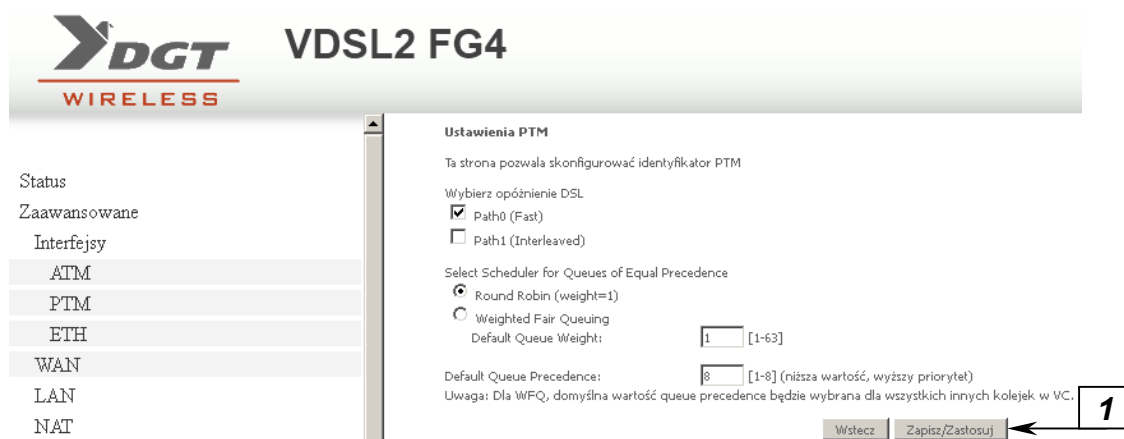 DGT
WIRELESS
VDSL2 FG4
Status
Zaawansowane
Interfejsy
ATM
PTM
ETH
WAN
LAN
NAT
Ustawienia PTM
Ta strona pozwala skonfigurować identyfikator PTM
Wybierz opóżnienie DSL
Path0 (Fast)
Path1 (Interleaved)
Select Scheduler for Queues of Equal Precedence
Round Robin (weight=1)
Weighted Fair Queuing
Default Queue Weight: 1 [1-63]
Default Queue Precedence: 8 [1-8] (niższa wartość, wyższy priorytet)
Uwaga: Dla WFQ, domyślna wartość queue precedence będzie wybrana dla wszystkich innych kolejek w VC.
Wstecz Zapisz/Zastosuj 1